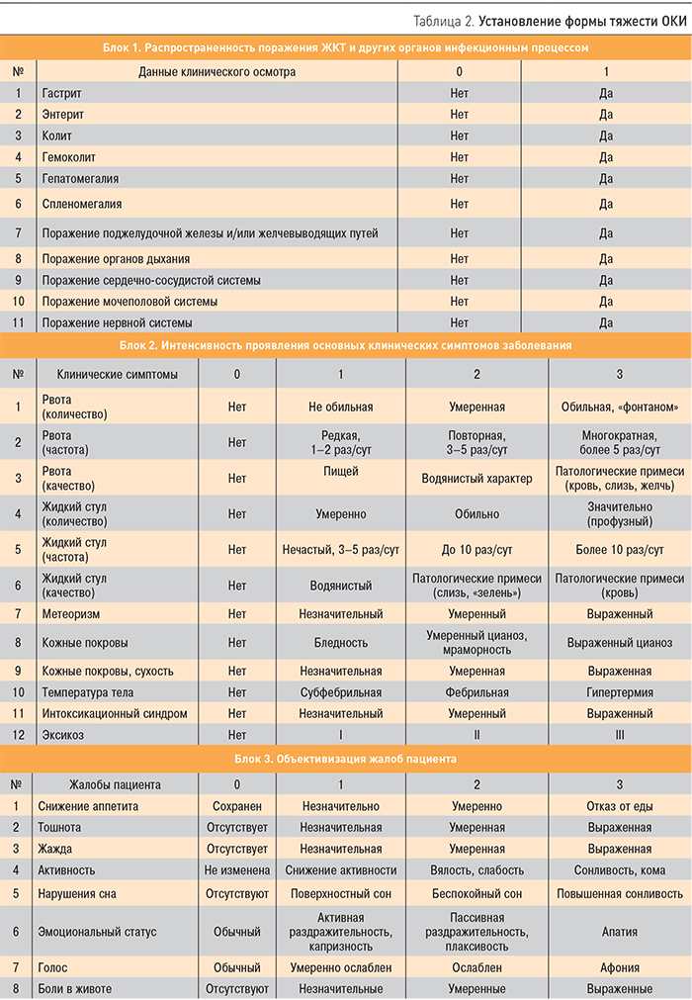 Таблица 2. Установление формы тяжести ОКИ
Блок 1. Распространенность поражения ЖКТ и других органов инфекционным процессом
№ Данные клинического осмотра 0 1
1 Гастрит Нет Да
2 Энтерит Нет Да
3 Колит Нет Да
4 Гемоколит Нет Да
5 Гепатомегалия Нет Да
6 Спленомегалия Нет Да
7 Поражение поджелудочной железы и/или желчевыводящих путей Нет Да
8 Поражение органов дыхания Нет Да
9 Поражение сердечно-сосудистой системы Нет Да
10 Поражение мочеполовой системы Нет Да
11 Поражение нервной системы Нет Да
Блок 2. Интенсивность проявления основных клинических симптомов заболевания
№ Клинические симптомы 0 1 2 3
1 Рвота
(количество) Нет Не обильная Умеренная Обильная, «фонтаном»
2 Рвота
(частота) Нет Редкая,
1–2 раз/сут Повторная,
3–5 раз/сут Многократная,
более 5 раз/сут
3 Рвота
(качество) Нет Пищей Водянистый характер Патологические примеси
(кровь, слизь, желчь)
4 Жидкий стул
(количество) Нет Умеренно Обильно Значительно
(профузный)
5 Жидкий стул
(частота) Нет Нечастый, 3–5 раз/сут До 10 раз/сут Более 10 раз/сут
6 Жидкий стул
(качество) Нет Водянистый Патологические примеси
(слизь, «зелень») Патологические примеси
(кровь)
7 Метеоризм Нет Незначительный Умеренный Выраженный
8 Кожные покровы Нет Бледность Умеренный цианоз,
мраморность Выраженный цианоз
9 Кожные покровы, сухость Нет Незначительная Умеренная Выраженная
10 Температура тела Нет Субфебрильная Фебрильная Гипертермия
11 Интоксикационный синдром Нет Незначительный Умеренный Выраженный
12 Эксикоз Нет I II III
Блок 3. Объективизация жалоб пациента
№ Жалобы пациента 0 1 2 3
1 Снижение аппетита Сохранен Незначительно Умеренно Отказ от еды
2 Тошнота Отсутствует Незначительная Умеренная Выраженная
3 Жажда Отсутствует Незначительная Умеренная Выраженная
4 Активность Не изменена Снижение активности Вялость, слабость Сонливость, кома
5 Нарушения сна Отсутствуют Поверхностный сон Беспокойный сон Повышенная сонливость
6 Эмоциональный статус Обычный Активная
раздражительность,
капризность Пассивная
раздражительность,
плаксивость Апатия
7 Голос Обычный Умеренно ослаблен Ослаблен Афония
8 Боли в животе Отсутствуют Незначительные Умеренные Выраженные